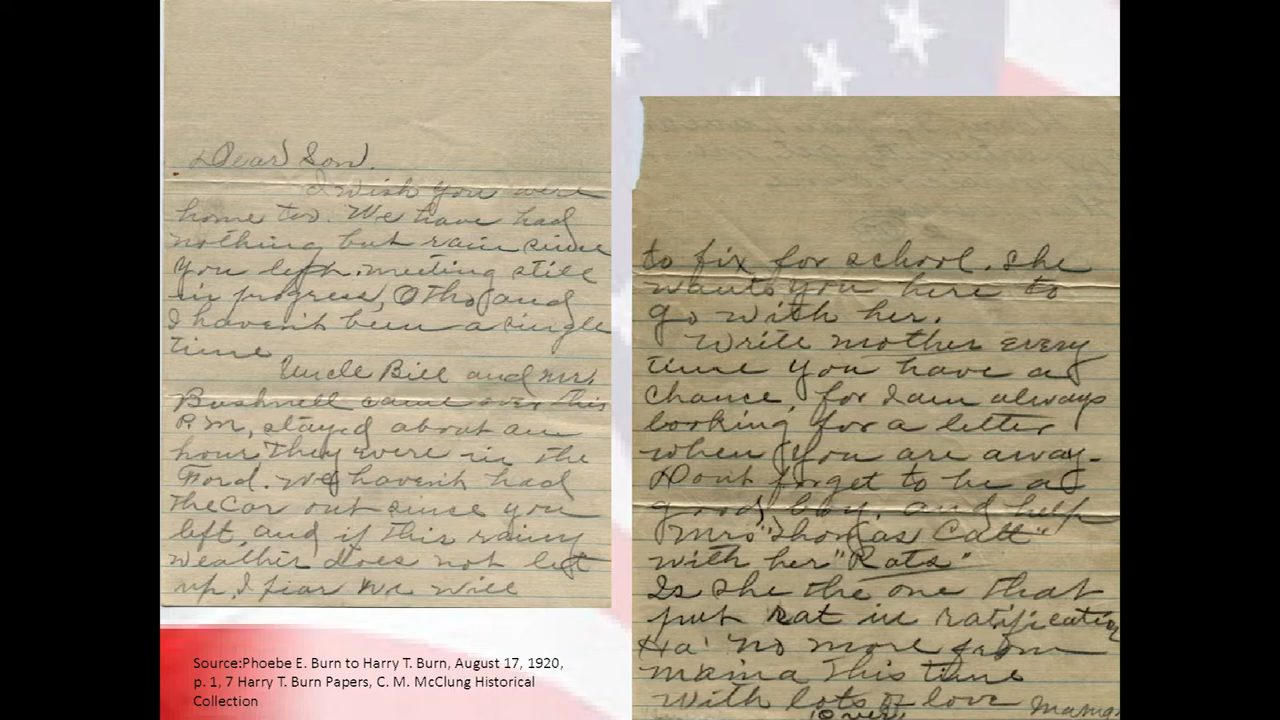 Dear Son.
I wish you were
home too. We have had
nothing but rain since
you left. meeting still
in progress, Otho and
I haven't been a single
time
Uncle Bill and Mr.
Bushnell came over this
P.M, stayed about an
hour They were in the
Ford. we haven't had
the Car out since you
left, and if this rainy
weather does not let
up, I fear we will
Source:Phoebe E. Burn to Harry T. Burn, August 17, 1920,
p. 1, 7 Harry T. Burn Papers, C. M. McClung Historical
Collection
to fix for school. she
wants you here to
go with her.
Write mother every
time you have a
chance, for I am always
looking for a letter
when you are away-
Dont forget to be a
good boy, and help
Mrs "Thomas Catt"
with her "Rats"
Is she the one that
put rat in ratification
Ha! no more from
mama this time
With lots of love Mama
(over)